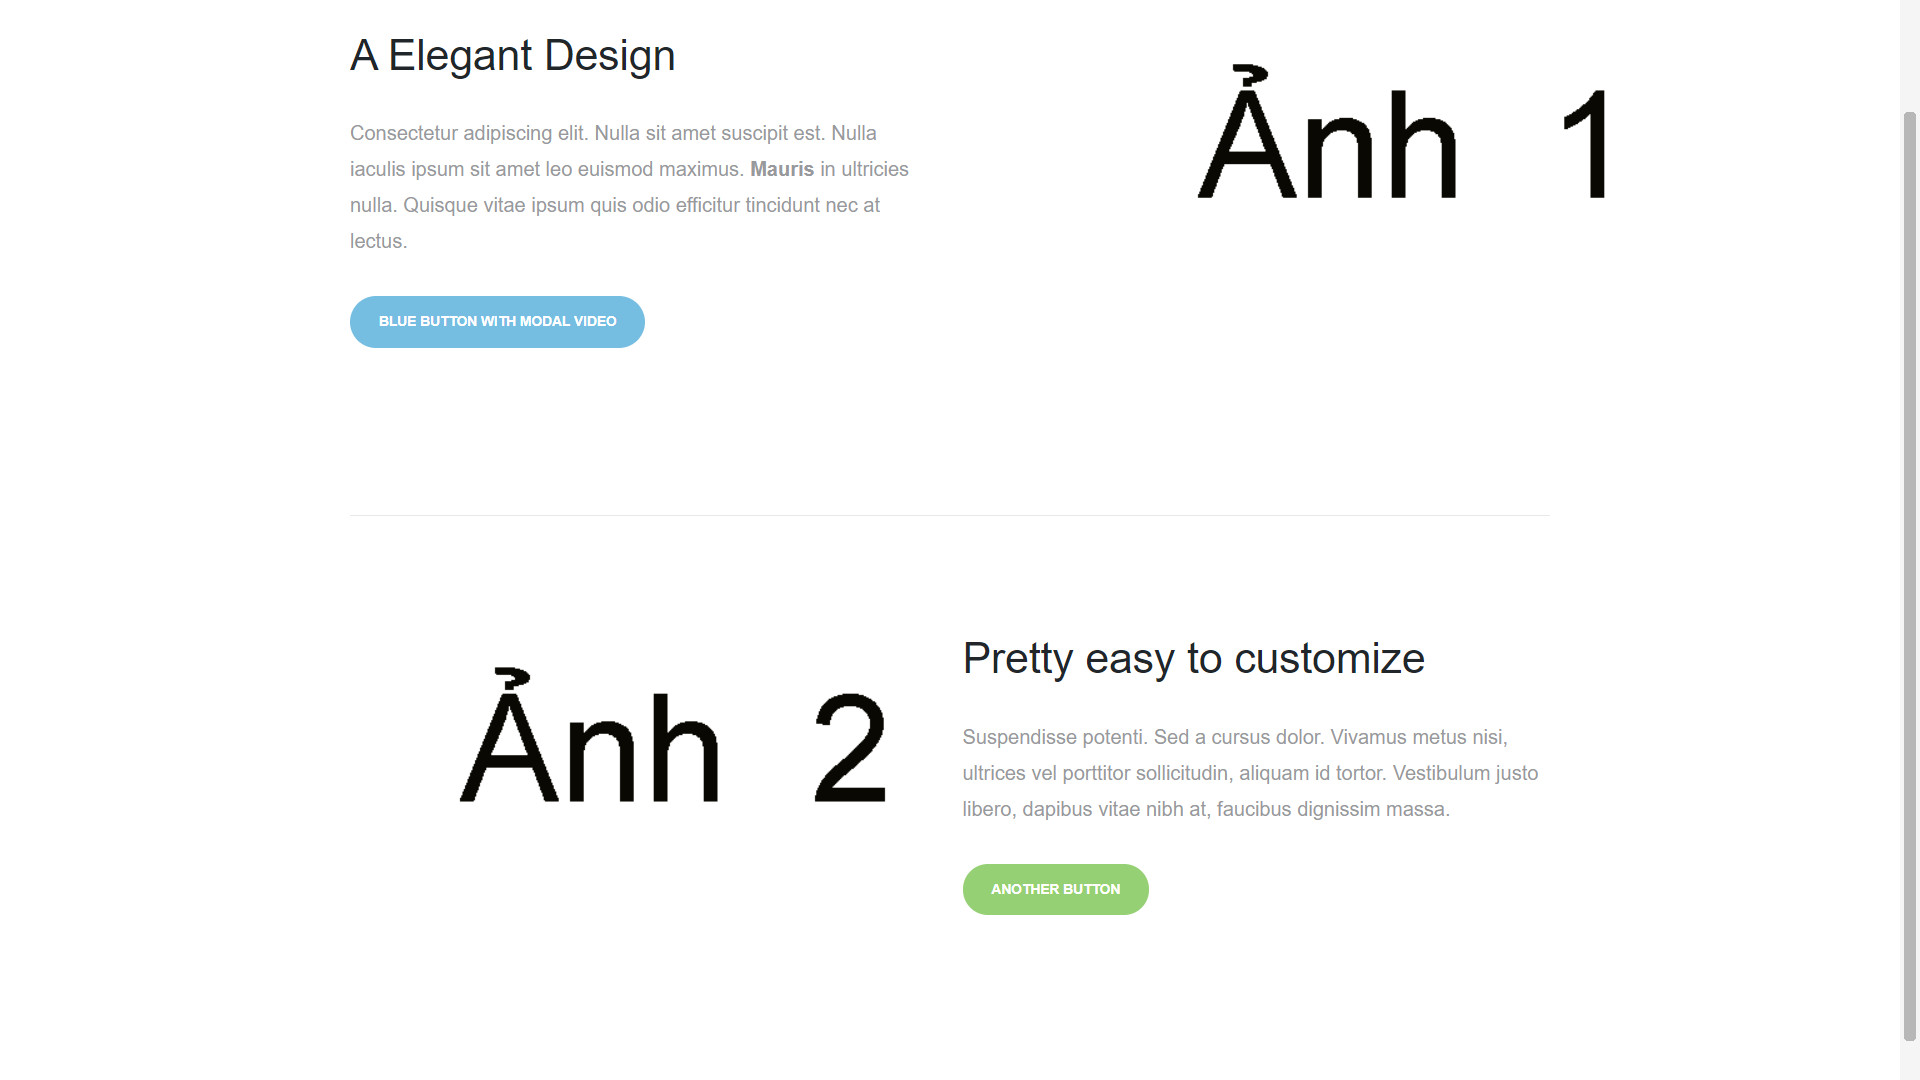 A Elegant Design
Consectetur adipiscing elit. Nulla sit amet suscipit est. Nulla
iaculis ipsum sit amet leo euismod maximus. Mauris in ultricies
nulla. Quisque vitae ipsum quis odio efficitur tincidunt nec at
lectus.
BLUE BUTTON WITH MODAL VIDEO
Ảnh 1
Ảnh 2
Pretty easy to customize
Suspendisse potenti. Sed a cursus dolor. Vivamus metus nisi,
ultrices vel porttitor sollicitudin, aliquam id tortor. Vestibulum justo
libero, dapibus vitae nibh at, faucibus dignissim massa.
ANOTHER BUTTON